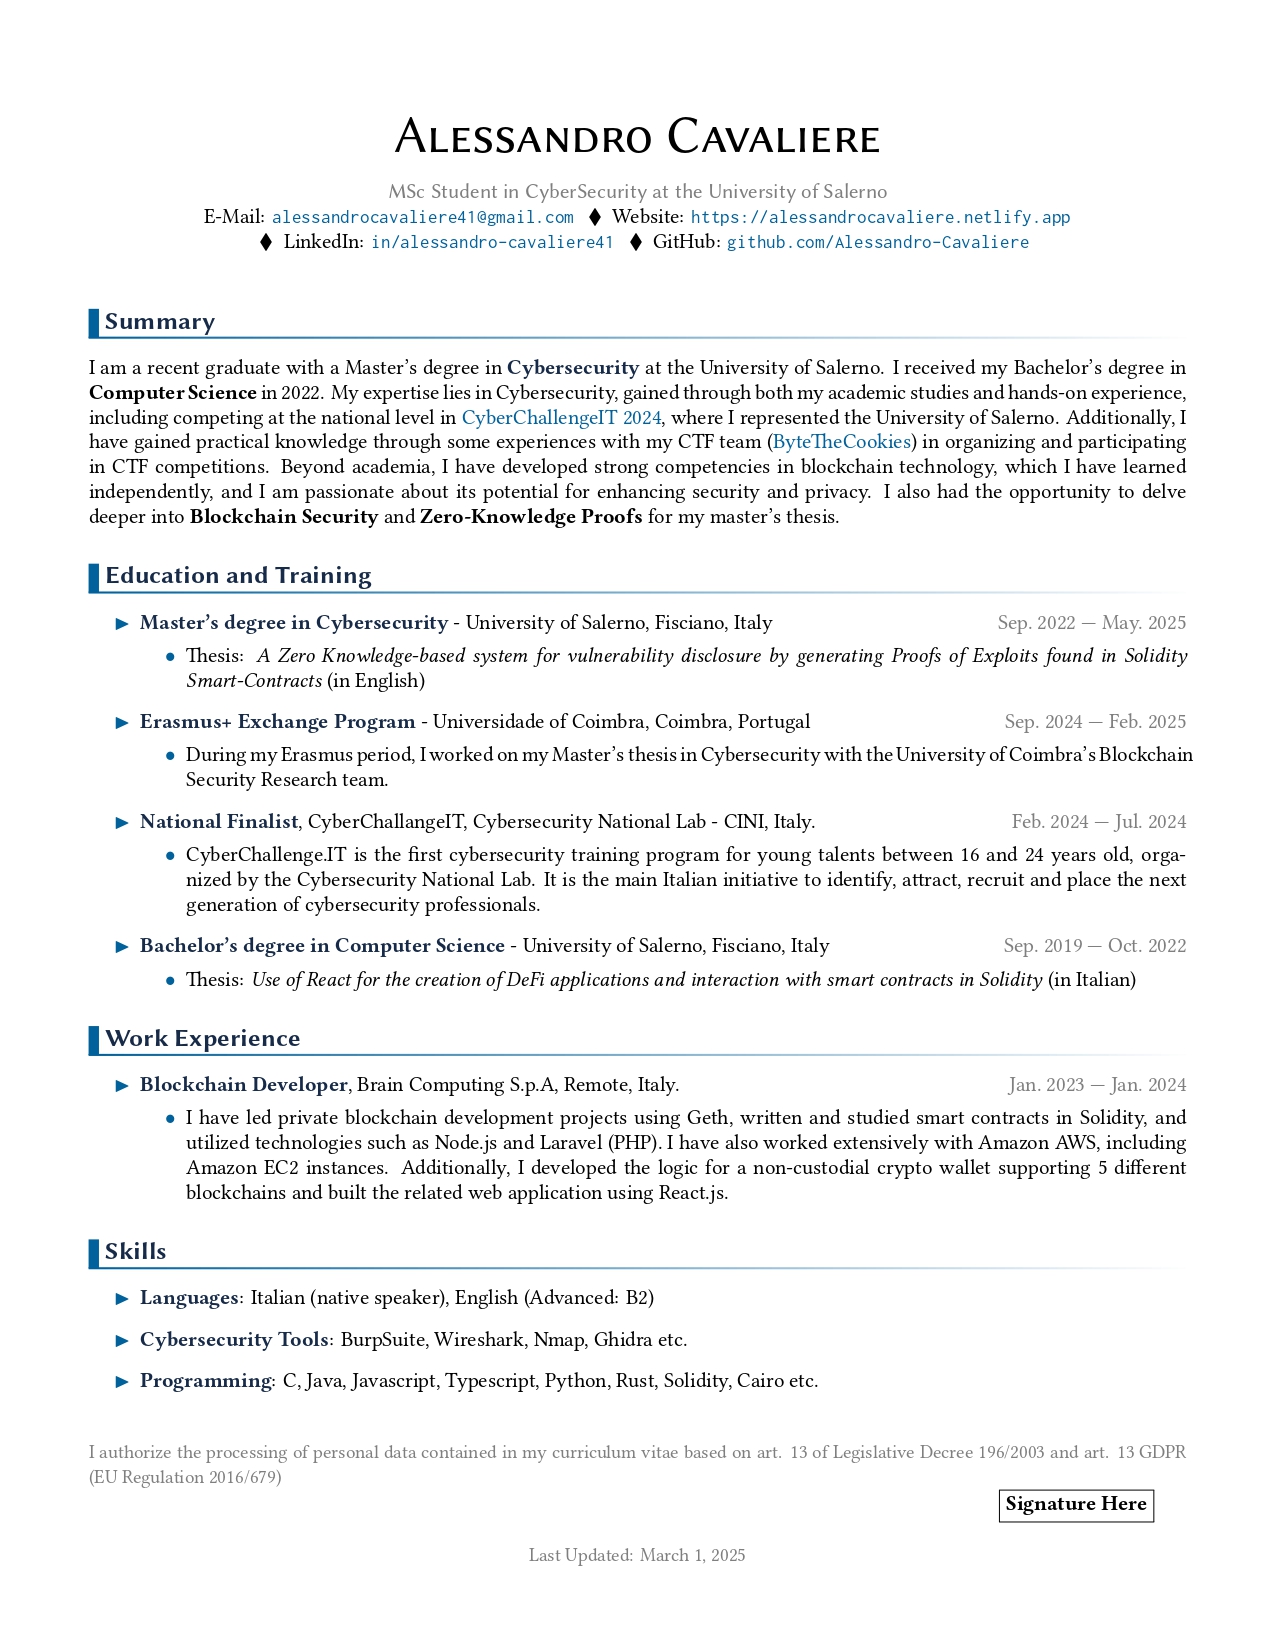 Alessandro Cavaliere
MSc Student in CyberSecurity at the University of Salerno
E-Mail: alessandrocavaliere41@gmail.com ♦ Website: https://alessandrocavaliere.netlify.app
♦ LinkedIn: in/alessandro-cavaliere41 ♦ GitHub: github.com/Alessandro-Cavaliere
Summary
I am a recent graduate with a Master's degree in Cybersecurity at the University of Salerno. I received my Bachelor's degree in
Computer Science in 2022. My expertise lies in Cybersecurity, gained through both my academic studies and hands-on experience,
including competing at the national level in CyberChallengeIT 2024, where I represented the University of Salerno. Additionally, I
have gained practical knowledge through some experiences with my CTF team (ByteTheCookies) in organizing and participating
in CTF competitions. Beyond academia, I have developed strong competencies in blockchain technology, which I have learned
independently, and I am passionate about its potential for enhancing security and privacy. I also had the opportunity to delve
deeper into Blockchain Security and Zero-Knowledge Proofs for my master's thesis.
Education and Training
► Master's degree in Cybersecurity - University of Salerno, Fisciano, Italy Sep. 2022 — May. 2025
• Thesis: A Zero Knowledge-based system for vulnerability disclosure by generating Proofs of Exploits found in Solidity
Smart-Contracts (in English)
► Erasmus+ Exchange Program - Universidade of Coimbra, Coimbra, Portugal Sep. 2024 — Feb. 2025
• During my Erasmus period, I worked on my Master's thesis in Cybersecurity with the University of Coimbra's Blockchain
Security Research team.
► National Finalist, CyberChallangeIT, Cybersecurity National Lab - CINI, Italy. Feb. 2024 — Jul. 2024
• CyberChallenge.IT is the first cybersecurity training program for young talents between 16 and 24 years old, orga-
nized by the Cybersecurity National Lab. It is the main Italian initiative to identify, attract, recruit and place the next
generation of cybersecurity professionals.
► Bachelor's degree in Computer Science - University of Salerno, Fisciano, Italy Sep. 2019 — Oct. 2022
• Thesis: Use of React for the creation of DeFi applications and interaction with smart contracts in Solidity (in Italian)
Work Experience
► Blockchain Developer, Brain Computing S.p.A, Remote, Italy. Jan. 2023 — Jan. 2024
• I have led private blockchain development projects using Geth, written and studied smart contracts in Solidity, and
utilized technologies such as Node.js and Laravel (PHP). I have also worked extensively with Amazon AWS, including
Amazon EC2 instances. Additionally, I developed the logic for a non-custodial crypto wallet supporting 5 different
blockchains and built the related web application using React.js.
Skills
► Languages: Italian (native speaker), English (Advanced: B2)
► Cybersecurity Tools: BurpSuite, Wireshark, Nmap, Ghidra etc.
► Programming: C, Java, Javascript, Typescript, Python, Rust, Solidity, Cairo etc.
I authorize the processing of personal data contained in my curriculum vitae based on art. 13 of Legislative Decree 196/2003 and art. 13 GDPR
(EU Regulation 2016/679)
Signature Here
Last Updated: March 1, 2025